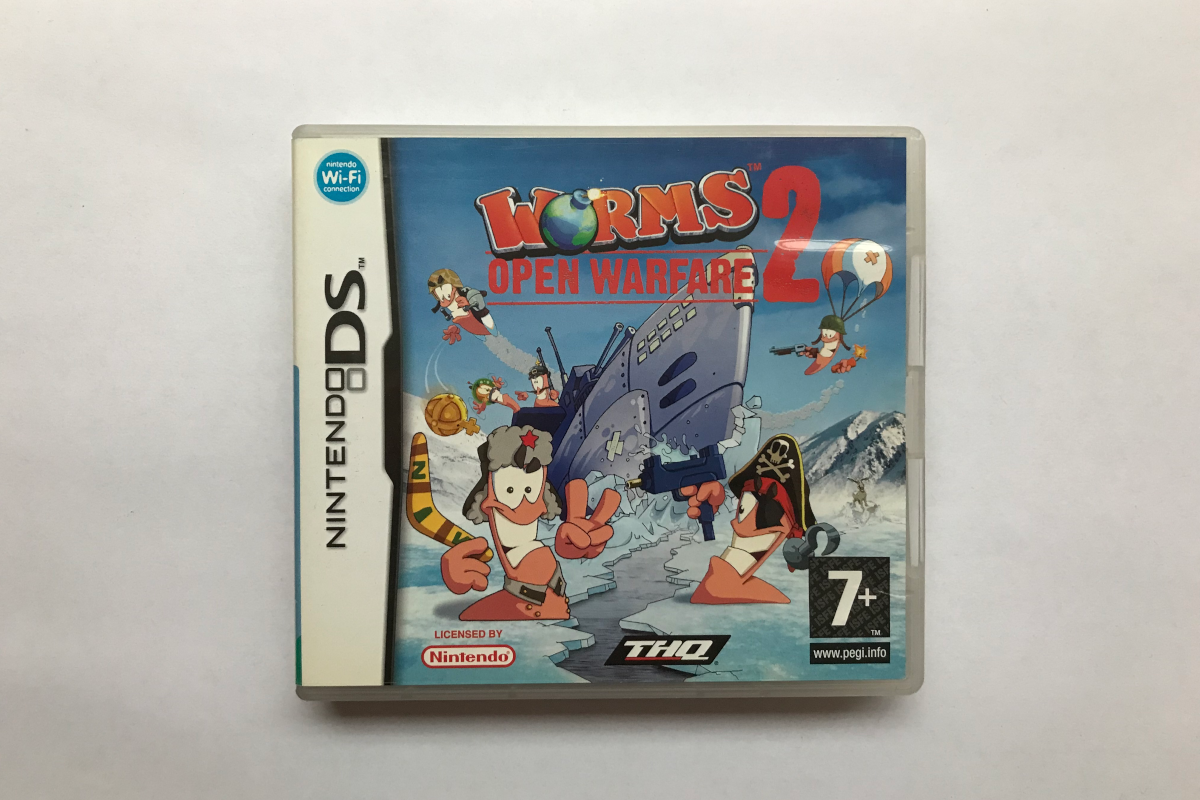 nintendo
Wi-Fi
connection
NINTENDO DS™
WORMS™ 2
OPEN WARFARE
LICENSED BY
Nintendo®
THQ®
7+
™
www.pegi.info